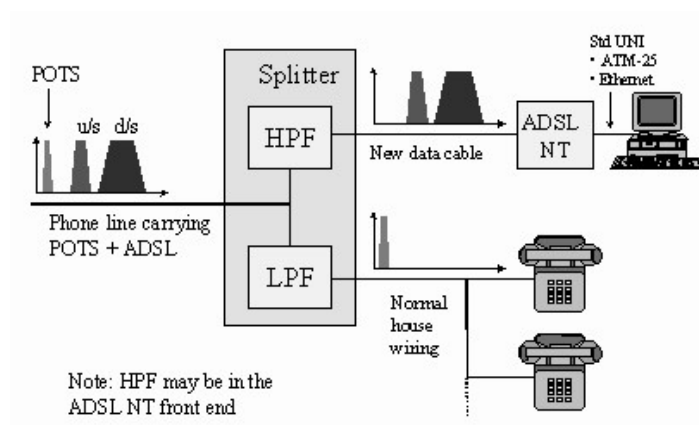 POTS
u/s d/s
Phone line carrying
POTS + ADSL
Splitter
HPF
LPF
New data cable
ADSL
NT
Std UNI
• ATM-25
• Ethernet
Normal
house
wiring
Note: HPF may be in the
ADSL NT front end